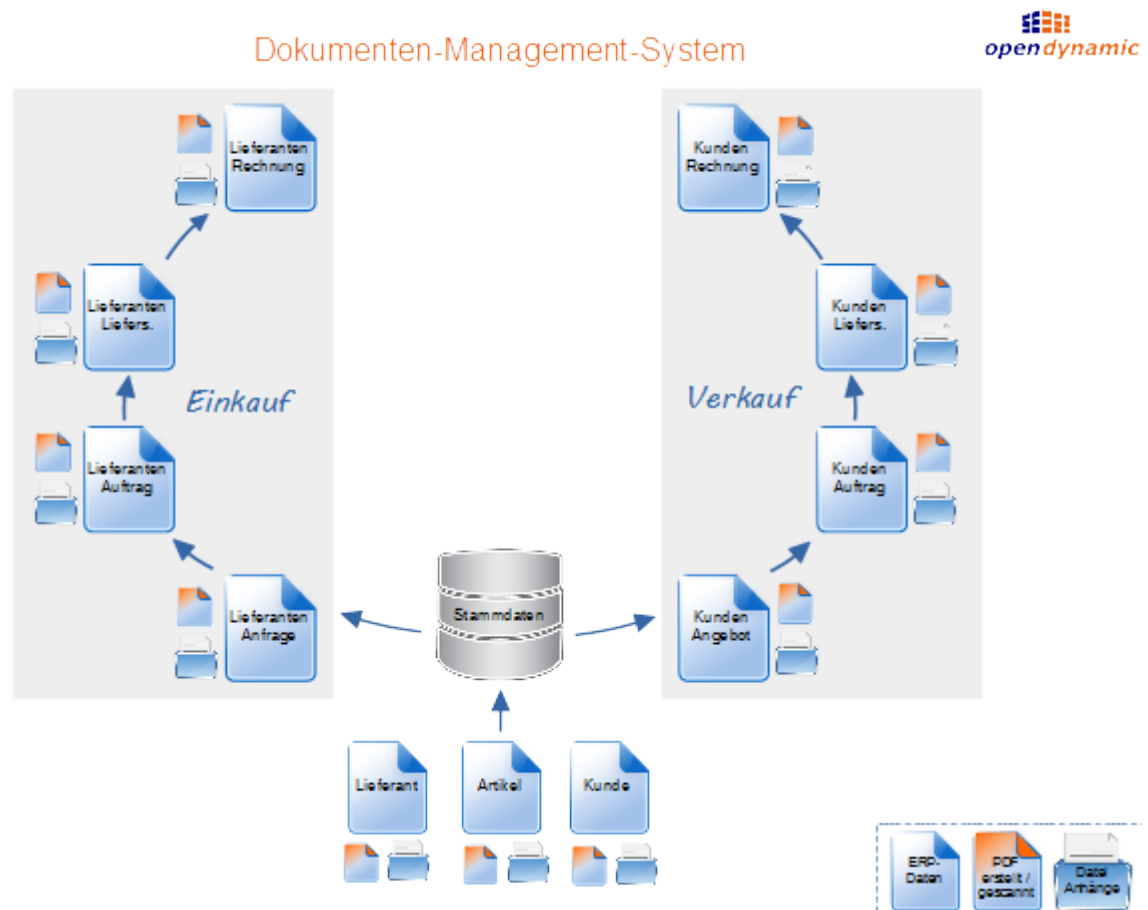 Dokumenten-Management-System
opendynamic
Lieferanten
Rechnung
Lieferanten
Liefers.
Einkauf
Lieferanten
Auftrag
Lieferanten
Anfrage
Kunden
Rechnung
Kunden
Liefers.
Verkauf
Kunden
Auftrag
Kunden
Angebot
Stammdaten
Lieferant
Artikel
Kunde
ERP-
Daten
PDF
erstellt /
gescannt
Datei
Anhänge